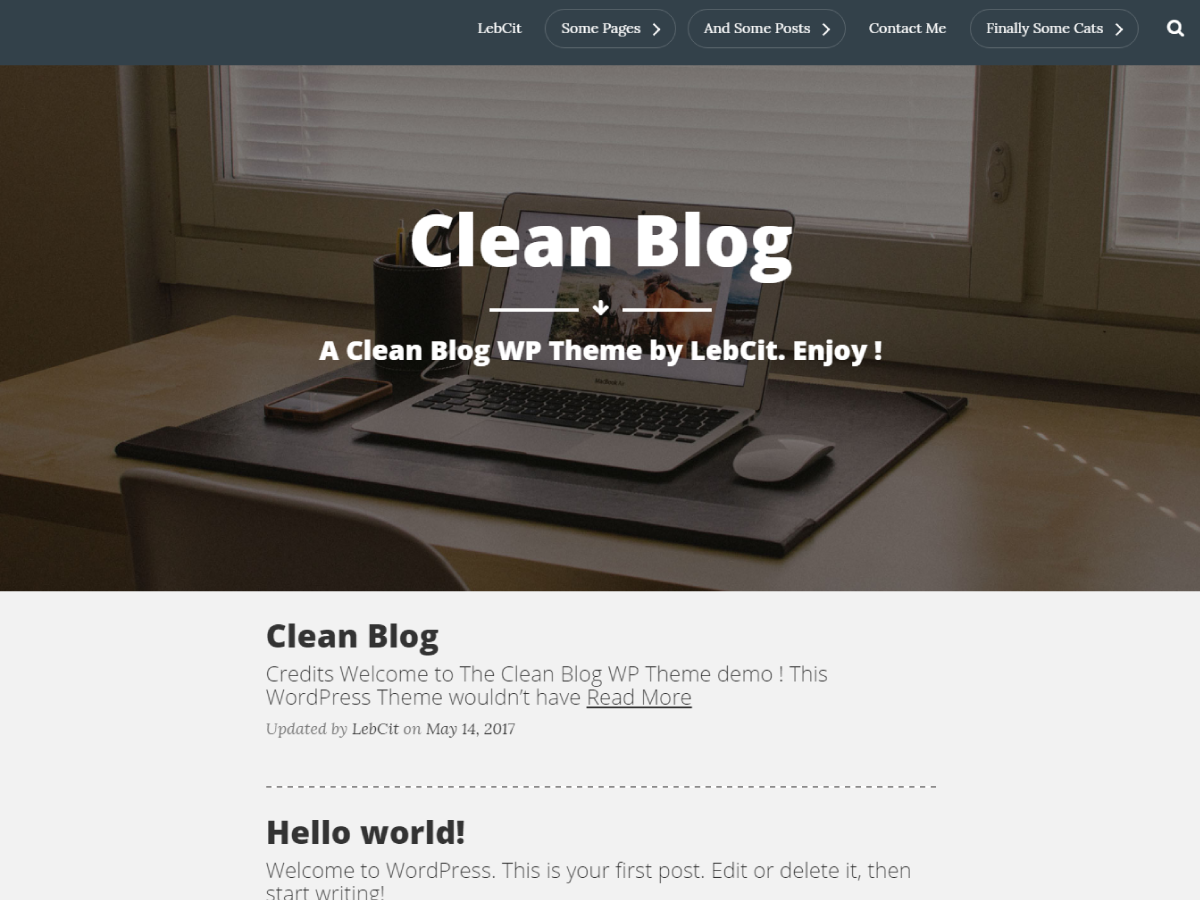 LebCit Some Pages And Some Posts Contact Me Finally Some Cats
Clean Blog
A Clean Blog WP Theme by LebCit. Enjoy !
MacBook Air
Clean Blog
Credits Welcome to The Clean Blog WP Theme demo ! This
WordPress Theme wouldn’t have Read More
Updated by LebCit on May 14, 2017
Hello world!
Welcome to WordPress. This is your first post. Edit or delete it, then
start writing!